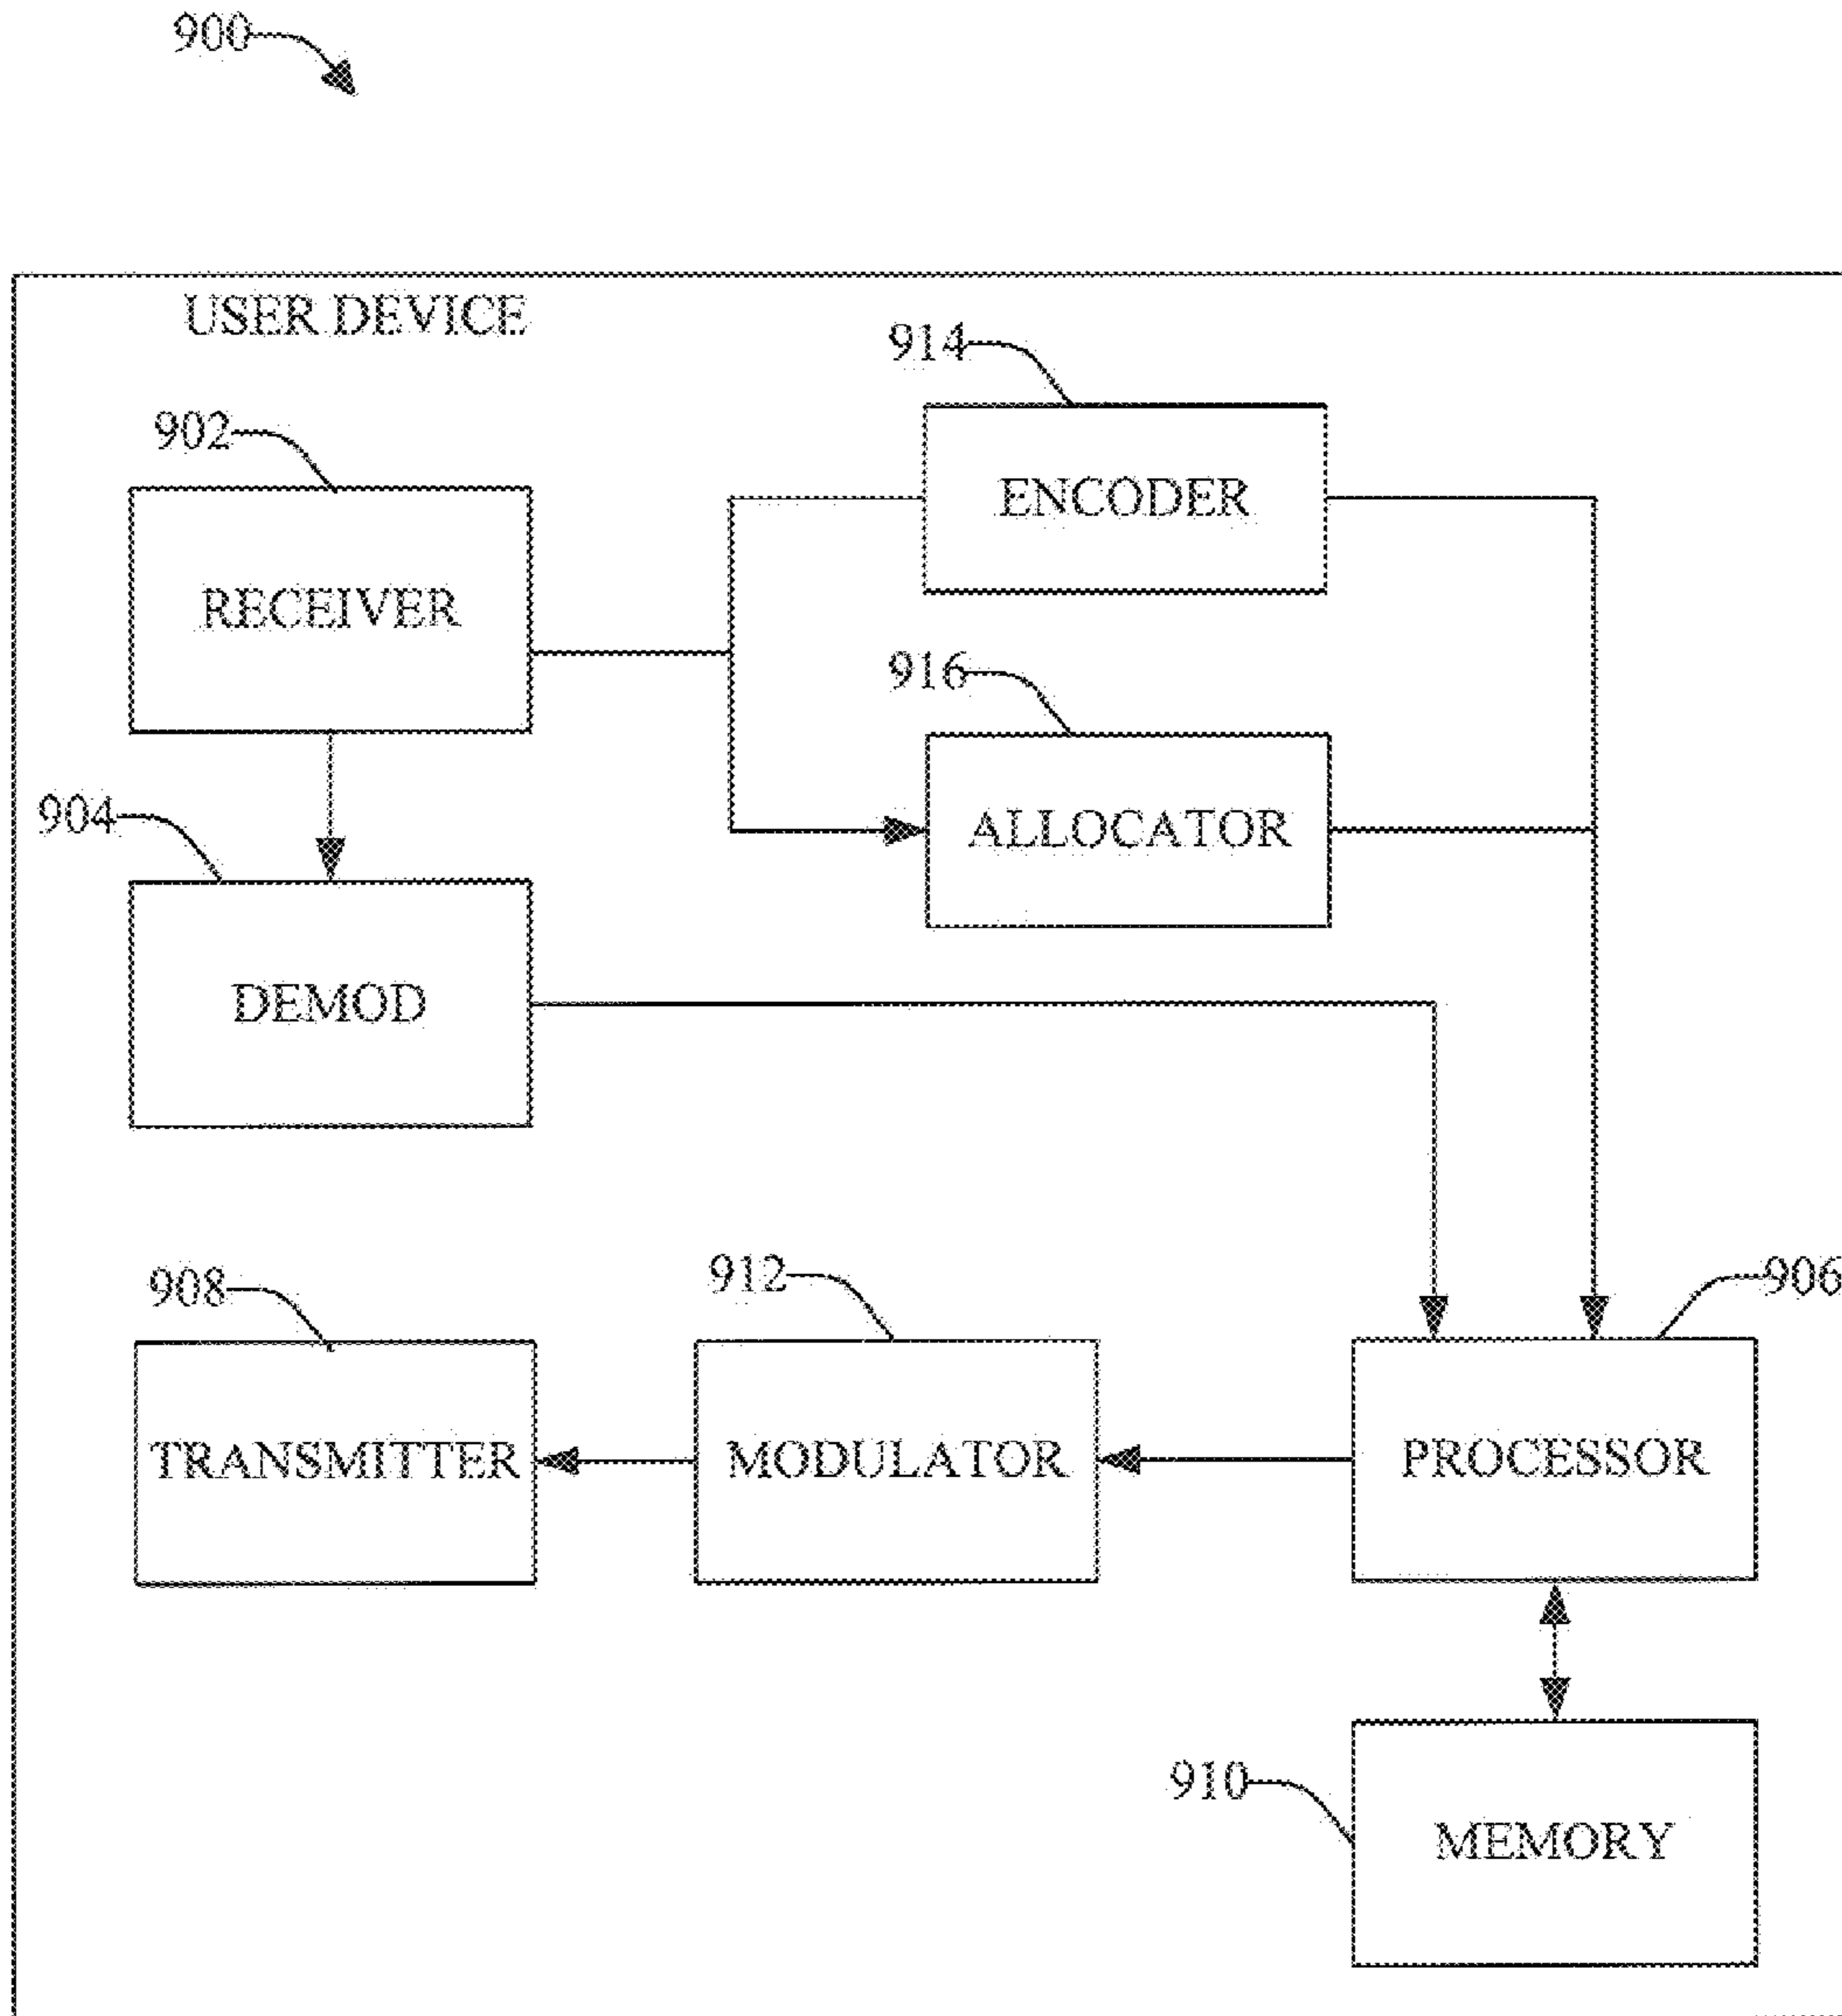 900
USER DEVICE
914
902
ENCODER
RECEIVER
916
904
ALLOCATOR
DEMOD
908
912
906
TRANSMITTER
MODULATOR
PROCESSOR
910
MEMORY